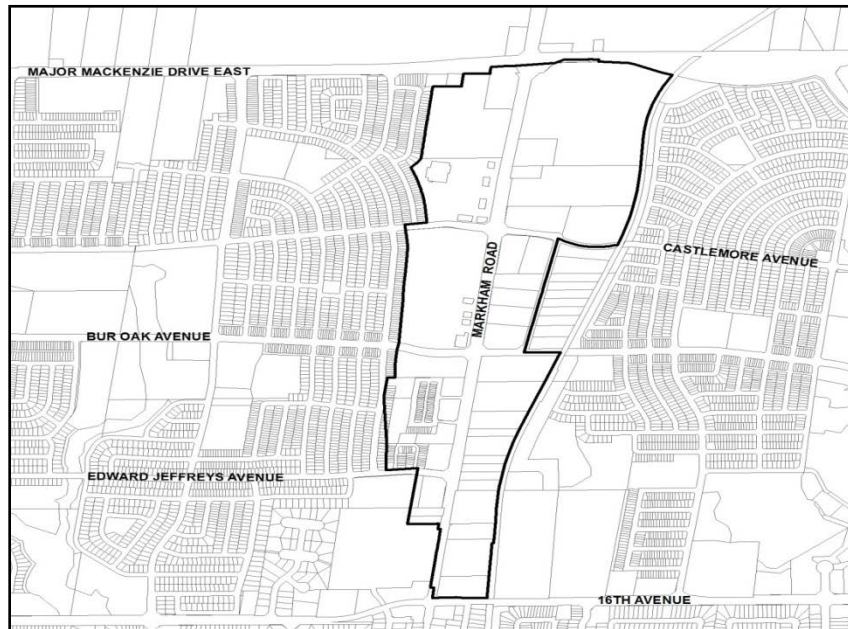 MAJOR MACKENZIE DRIVE EAST
CASTLEMORE AVENUE
MARKHAM ROAD
BUR OAK AVENUE
EDWARD JEFFREYS AVENUE
16TH AVENUE